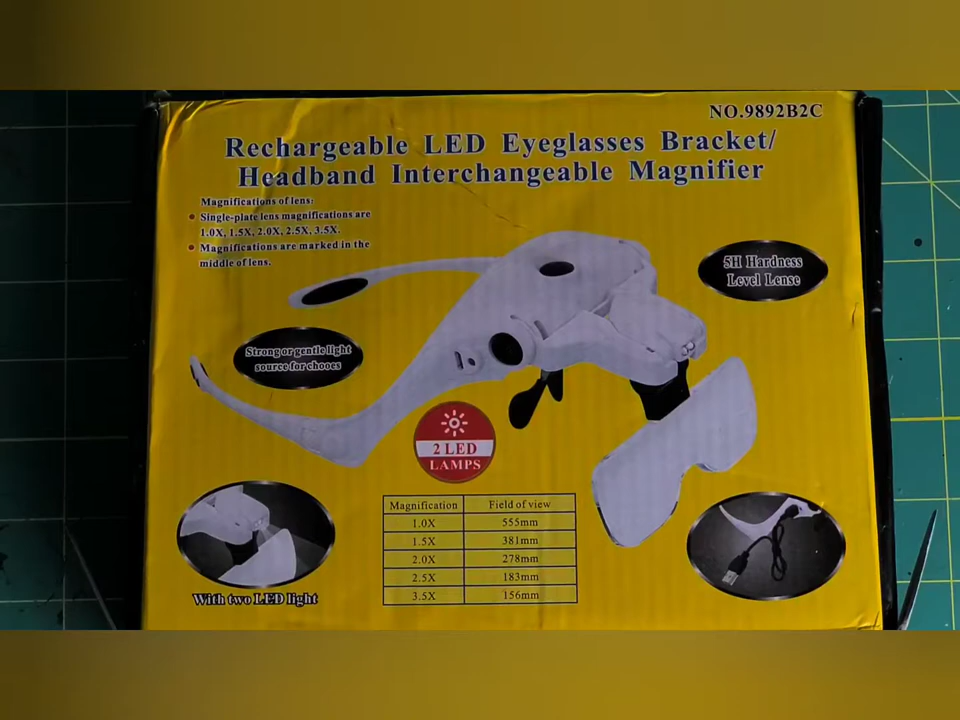 NO.9892B2C
Rechargeable LED Eyeglasses Bracket/
Headband Interchangeable Magnifier
Magnifications of lens:
Single-plate lens magnifications are
1.0X, 1.5X, 2.0X, 2.5X, 3.5X.
Magnifications are marked in the
middle of lens.
5H Hardness
Level Lense
Strong or gentle light
source for chooes
2 LED
LAMPS
Magnification Field of view
1.0X 555mm
1.5X 381mm
2.0X 278mm
2.5X 183mm
3.5X 156mm
With two LED light